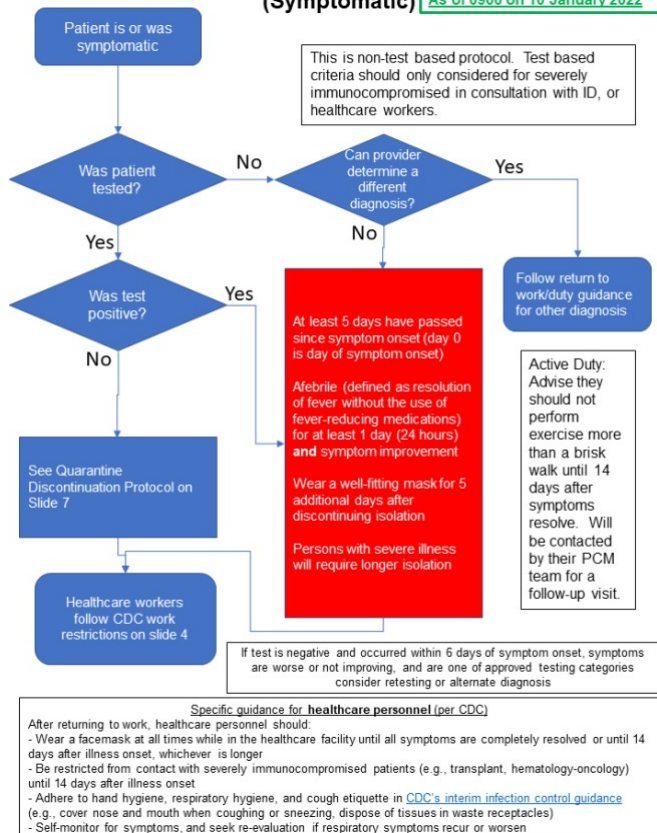 (Symptomatic)
As of 0900 on 10 January 2022
Patient is or was
symptomatic
This is non-test based protocol. Test based
criteria should only considered for severely
immunocompromised in consultation with ID, or
healthcare workers.
Was patient
tested?
No
Can provider
determine a
different
diagnosis?
Yes
Yes
No
Was test
positive?
Yes
No
Follow return to
work/duty guidance
for other diagnosis
At least 5 days have passed
since symptom onset (day 0
is day of symptom onset)
Afebrile (defined as resolution
of fever without the use of
fever-reducing medications)
for at least 1 day (24 hours)
and symptom improvement
Wear a well-fitting mask for 5
additional days after
discontinuing isolation
Persons with severe illness
will require longer isolation
Active Duty:
Advise they
should not
perform
exercise more
than a brisk
walk until 14
days after
symptoms
resolve. Will
be contacted
by their PCM
team for a
follow-up visit.
See Quarantine
Discontinuation Protocol on
Slide 7
Healthcare workers
follow CDC work
restrictions on slide 4
If test is negative and occurred within 6 days of symptom onset, symptoms
are worse or not improving, and are one of approved testing categories
consider retesting or alternate diagnosis
Specific guidance for healthcare personnel (per CDC)
After returning to work, healthcare personnel should:
- Wear a facemask at all times while in the healthcare facility until all symptoms are completely resolved or until 14
days after illness onset, whichever is longer
- Be restricted from contact with severely immunocompromised patients (e.g., transplant, hematology-oncology)
until 14 days after illness onset
- Adhere to hand hygiene, respiratory hygiene, and cough etiquette in CDC's interim infection control guidance
(e.g., cover nose and mouth when coughing or sneezing, dispose of tissues in waste receptacles)
- Self-monitor for symptoms, and seek re-evaluation if respiratory symptoms recur or worsen